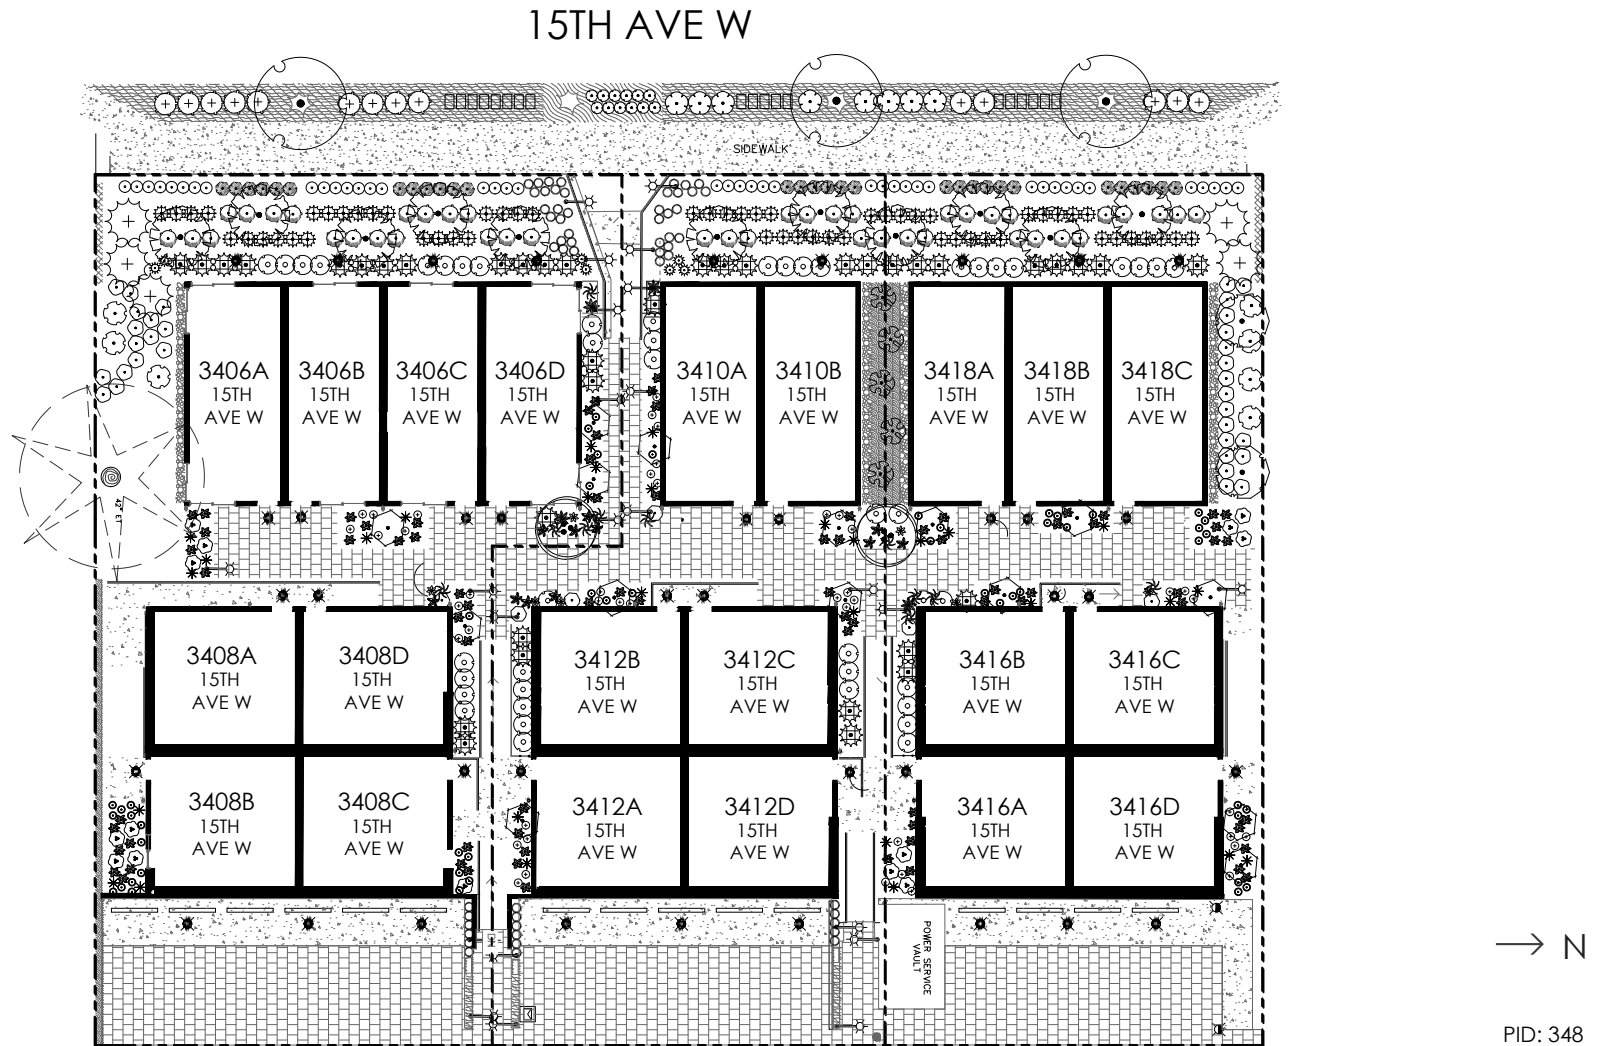 15TH AVE W
SIDEWALK
3406A
15TH
AVE W
3406B
15TH
AVE W
3406C
15TH
AVE W
3406D
15TH
AVE W
3410A
15TH
AVE W
3410B
15TH
AVE W
3418A
15TH
AVE W
3418B
15TH
AVE W
3418C
15TH
AVE W
3408A
15TH
AVE W
3408D
15TH
AVE W
3412B
15TH
AVE W
3412C
15TH
AVE W
3416B
15TH
AVE W
3416C
15TH
AVE W
3408B
15TH
AVE W
3408C
15TH
AVE W
3412A
15TH
AVE W
3412D
15TH
AVE W
3416A
15TH
AVE W
3416D
15TH
AVE W
POWER SERVICE
VAULT
N
PID: 348